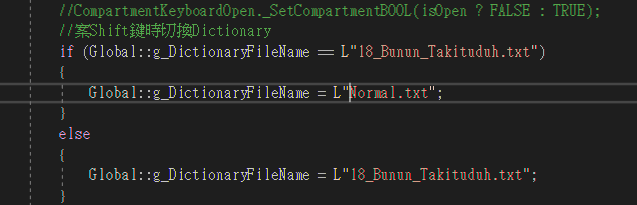 //CompartmentKeyboardOpen._SetCompartmentBOOL(isOpen ? FALSE : TRUE);
//案Shift鍵時切換Dictionary
if (Global::g_DictionaryFileName == L"18_Bunun_Takituduh.txt")
{
Global::g_DictionaryFileName = L"Normal.txt";
}
else
{
Global::g_DictionaryFileName = L"18_Bunun_Takituduh.txt";
}